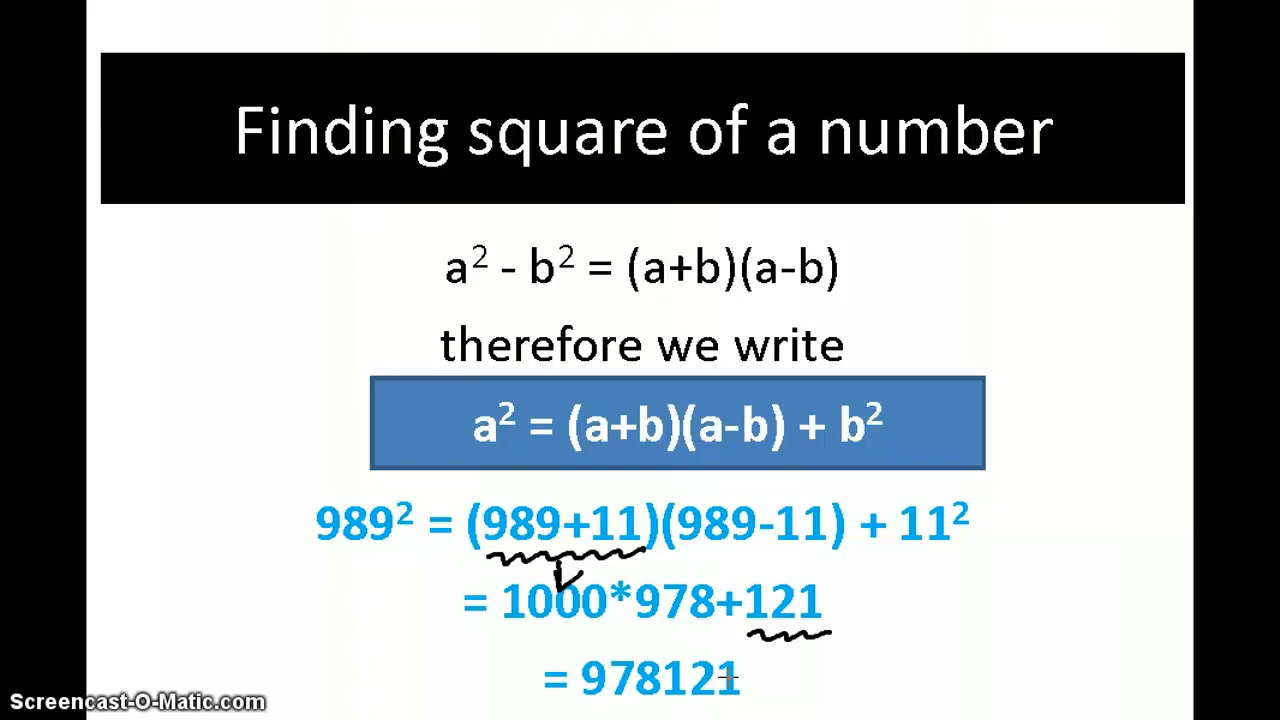 Finding square of a number
a² - b² = (a+b)(a-b)
therefore we write
a² = (a+b)(a-b) + b²
989² = (989+11)(989-11) + 11²
= 1000*978+121
= 978121
Screencast-O-Matic.com